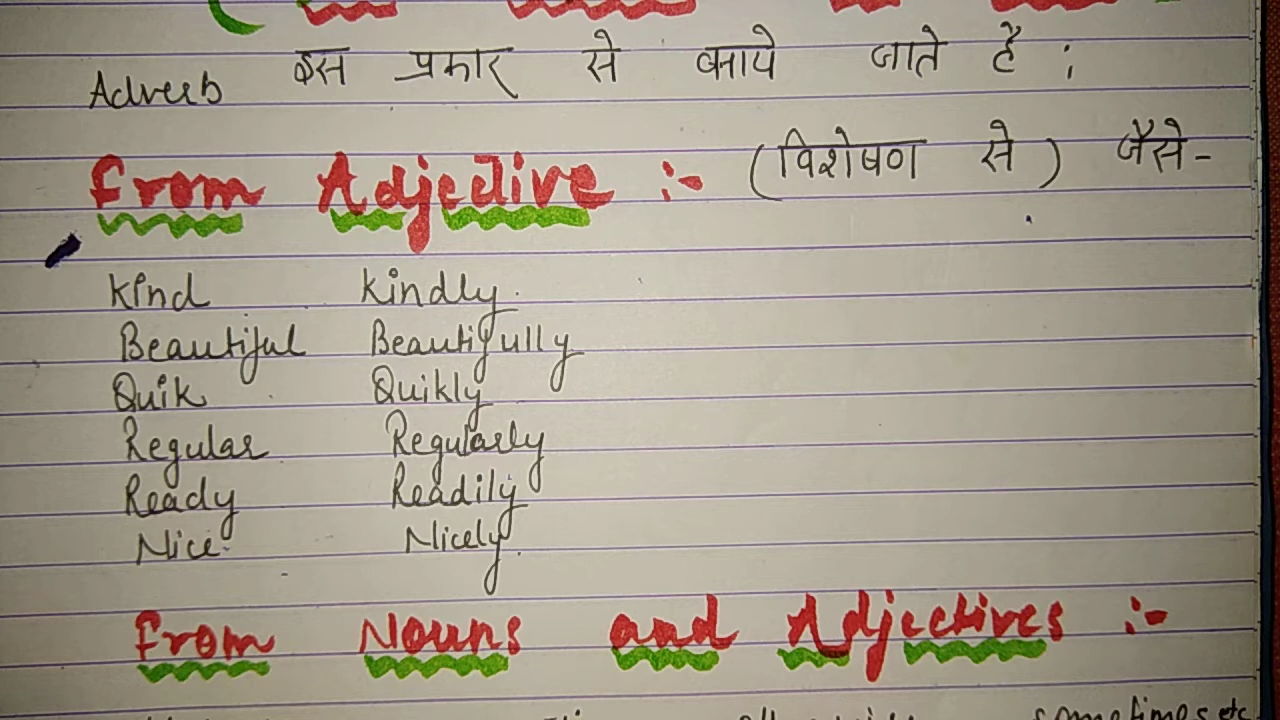 Adverb इस प्रकार से बनाये जाते है ;
from Adjective :- (विशेषण से) जैसे-
Kind Kindly.
Beautiful Beautifully
Quik Quikly
Regular Regularly
Ready Readily
Nice Nicely
from Nouns and Adjectives :-
sometimes etc